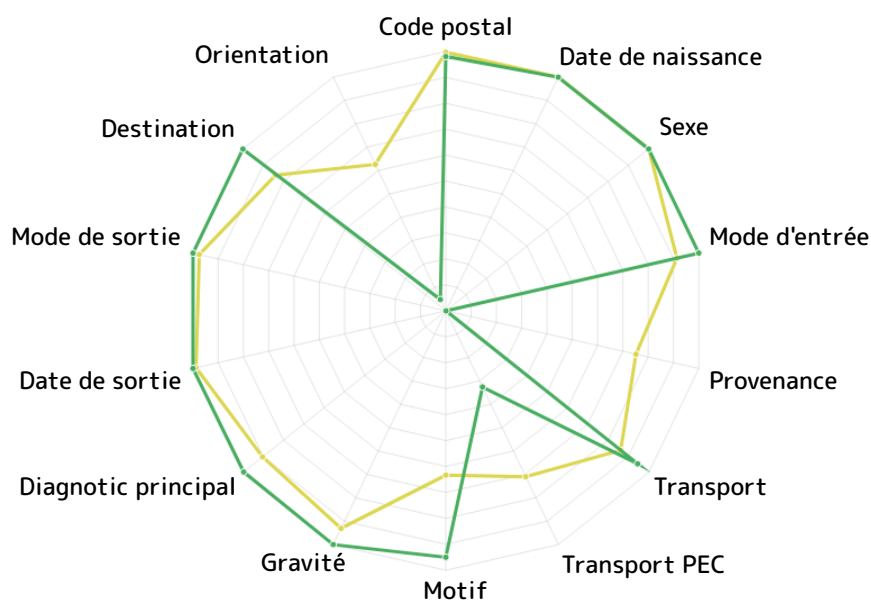 Code postal
Date de naissance
Sexe
Mode d'entrée
Provenance
Transport
Transport PEC
Motif
Gravité
Diagnotic principal
Date de sortie
Mode de sortie
Destination
Orientation